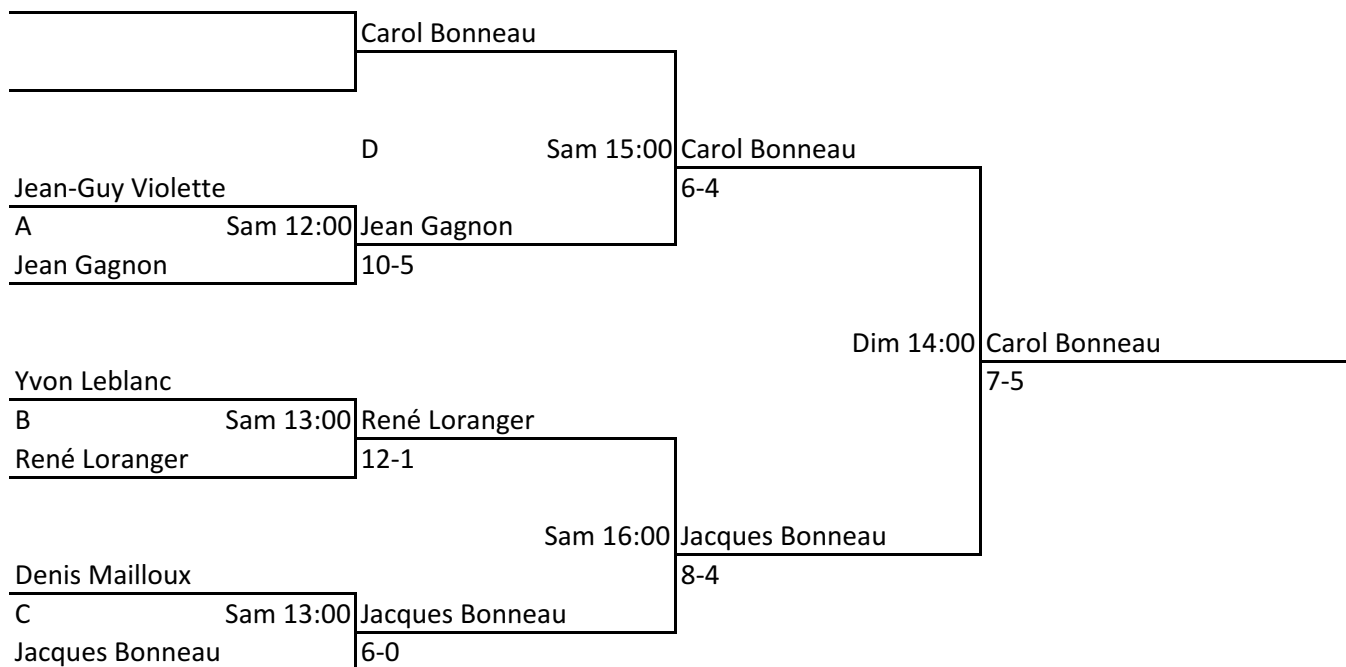 Carol Bonneau
D Sam 15:00 Carol Bonneau
Jean-Guy Violette 6-4
A Sam 12:00 Jean Gagnon
Jean Gagnon 10-5
Dim 14:00 Carol Bonneau
Yvon Leblanc 7-5
B Sam 13:00 René Loranger
René Loranger 12-1
Sam 16:00 Jacques Bonneau
Denis Mailloux 8-4
C Sam 13:00 Jacques Bonneau
Jacques Bonneau 6-0